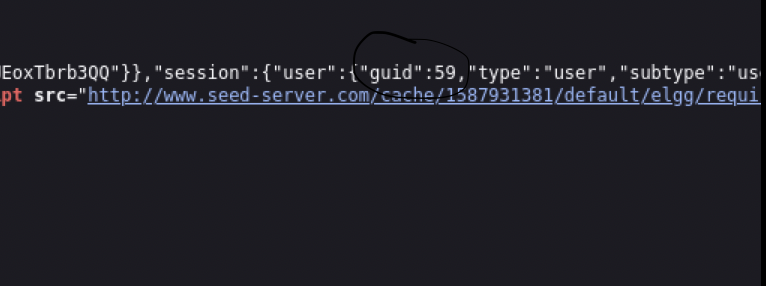 EoxTbrb3QQ"}},"session":{"user":{"guid":59,"type":"user","subtype":"us
pt src="http://www.seed-server.com/cache/1587931381/default/elgg/requi